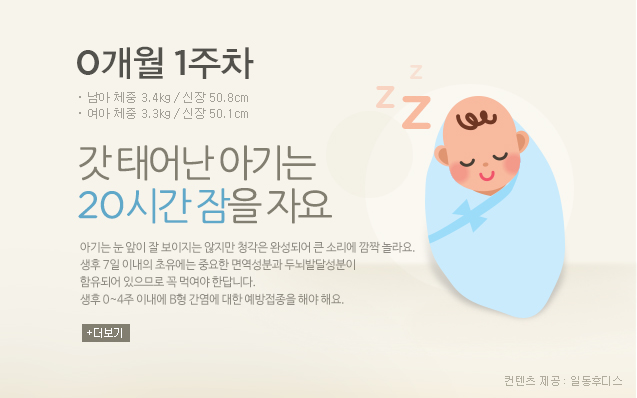 0개월 1주차
· 남아 체중 3.4kg / 신장 50.8cm
· 여아 체중 3.3kg / 신장 50.1cm
z
z
Z
갓 태어난 아기는
20시간 잠을 자요
아기는 눈 앞이 잘 보이지는 않지만 청각은 완성되어 큰 소리에 깜짝 놀라요.
생후 7일 이내의 초유에는 중요한 면역성분과 두뇌발달성분이
함유되어 있으므로 꼭 먹여야 한답니다.
생후 0~4주 이내에 B형 간염에 대한 예방접종을 해야 해요.
+더보기
컨텐츠 제공 : 일동후디스